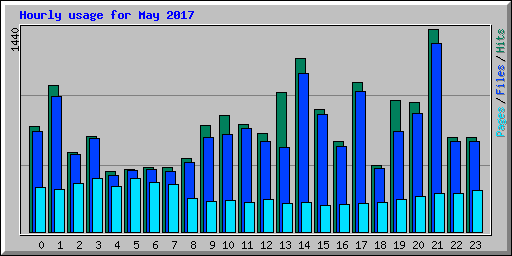 Hourly usage for May 2017
1440
Pages/Files/Hits
0 1 2 3 4 5 6 7 8 9 10 11 12 13 14 15 16 17 18 19 20 21 22 23